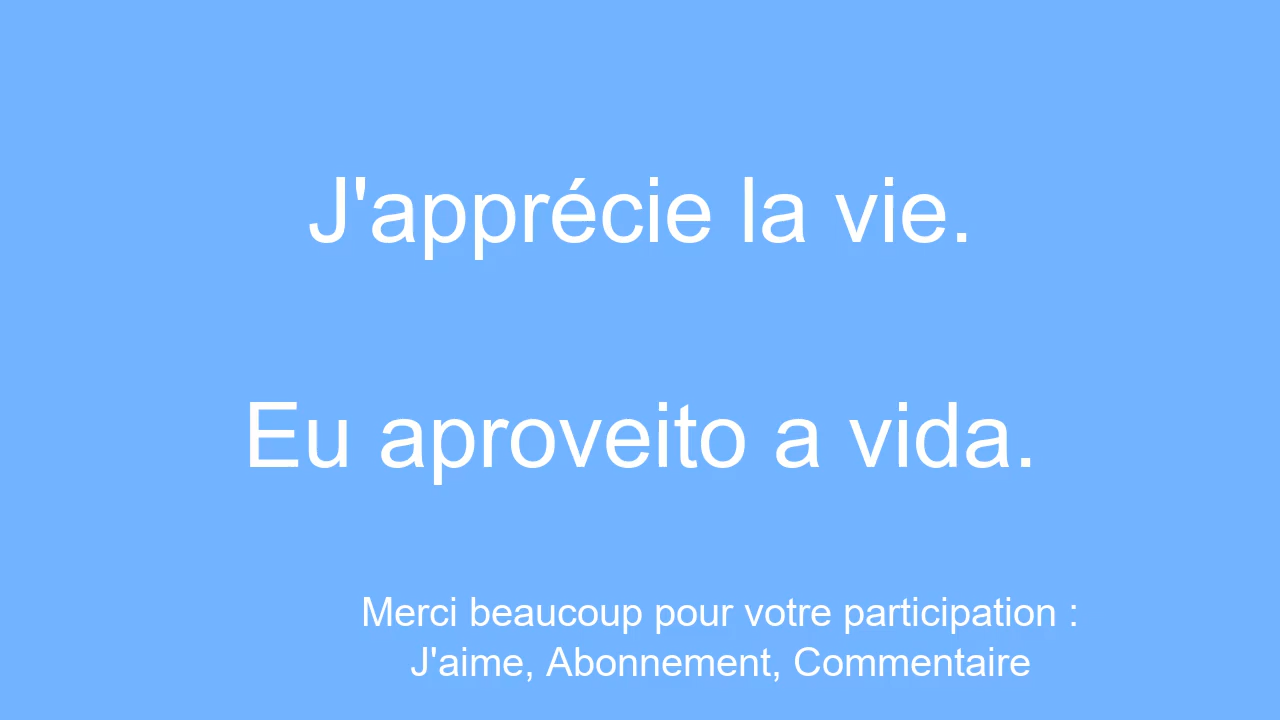 J'apprécie la vie.
Eu aproveito a vida.
Merci beaucoup pour votre participation :
J'aime, Abonnement, Commentaire